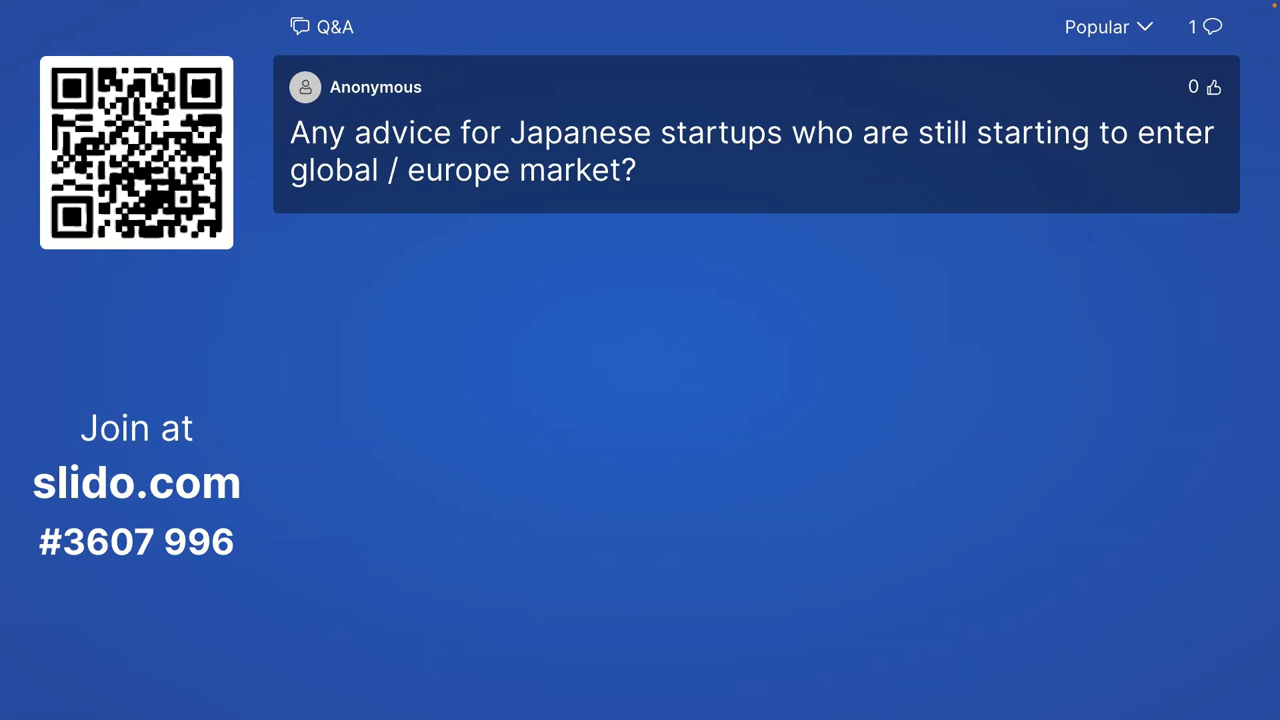 Q&A
Popular
1
Anonymous
0
Any advice for Japanese startups who are still starting to enter
global / europe market?
Join at
slido.com
#3607 996